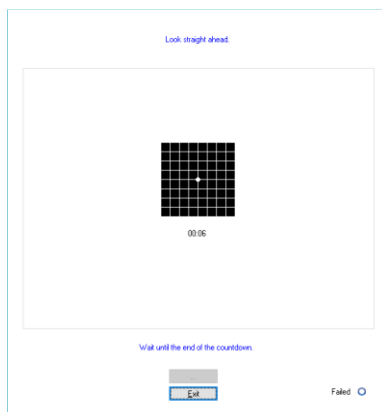 Look straight ahead.
00:06
Wait until the end of the countdown.
...
Exit
Failed